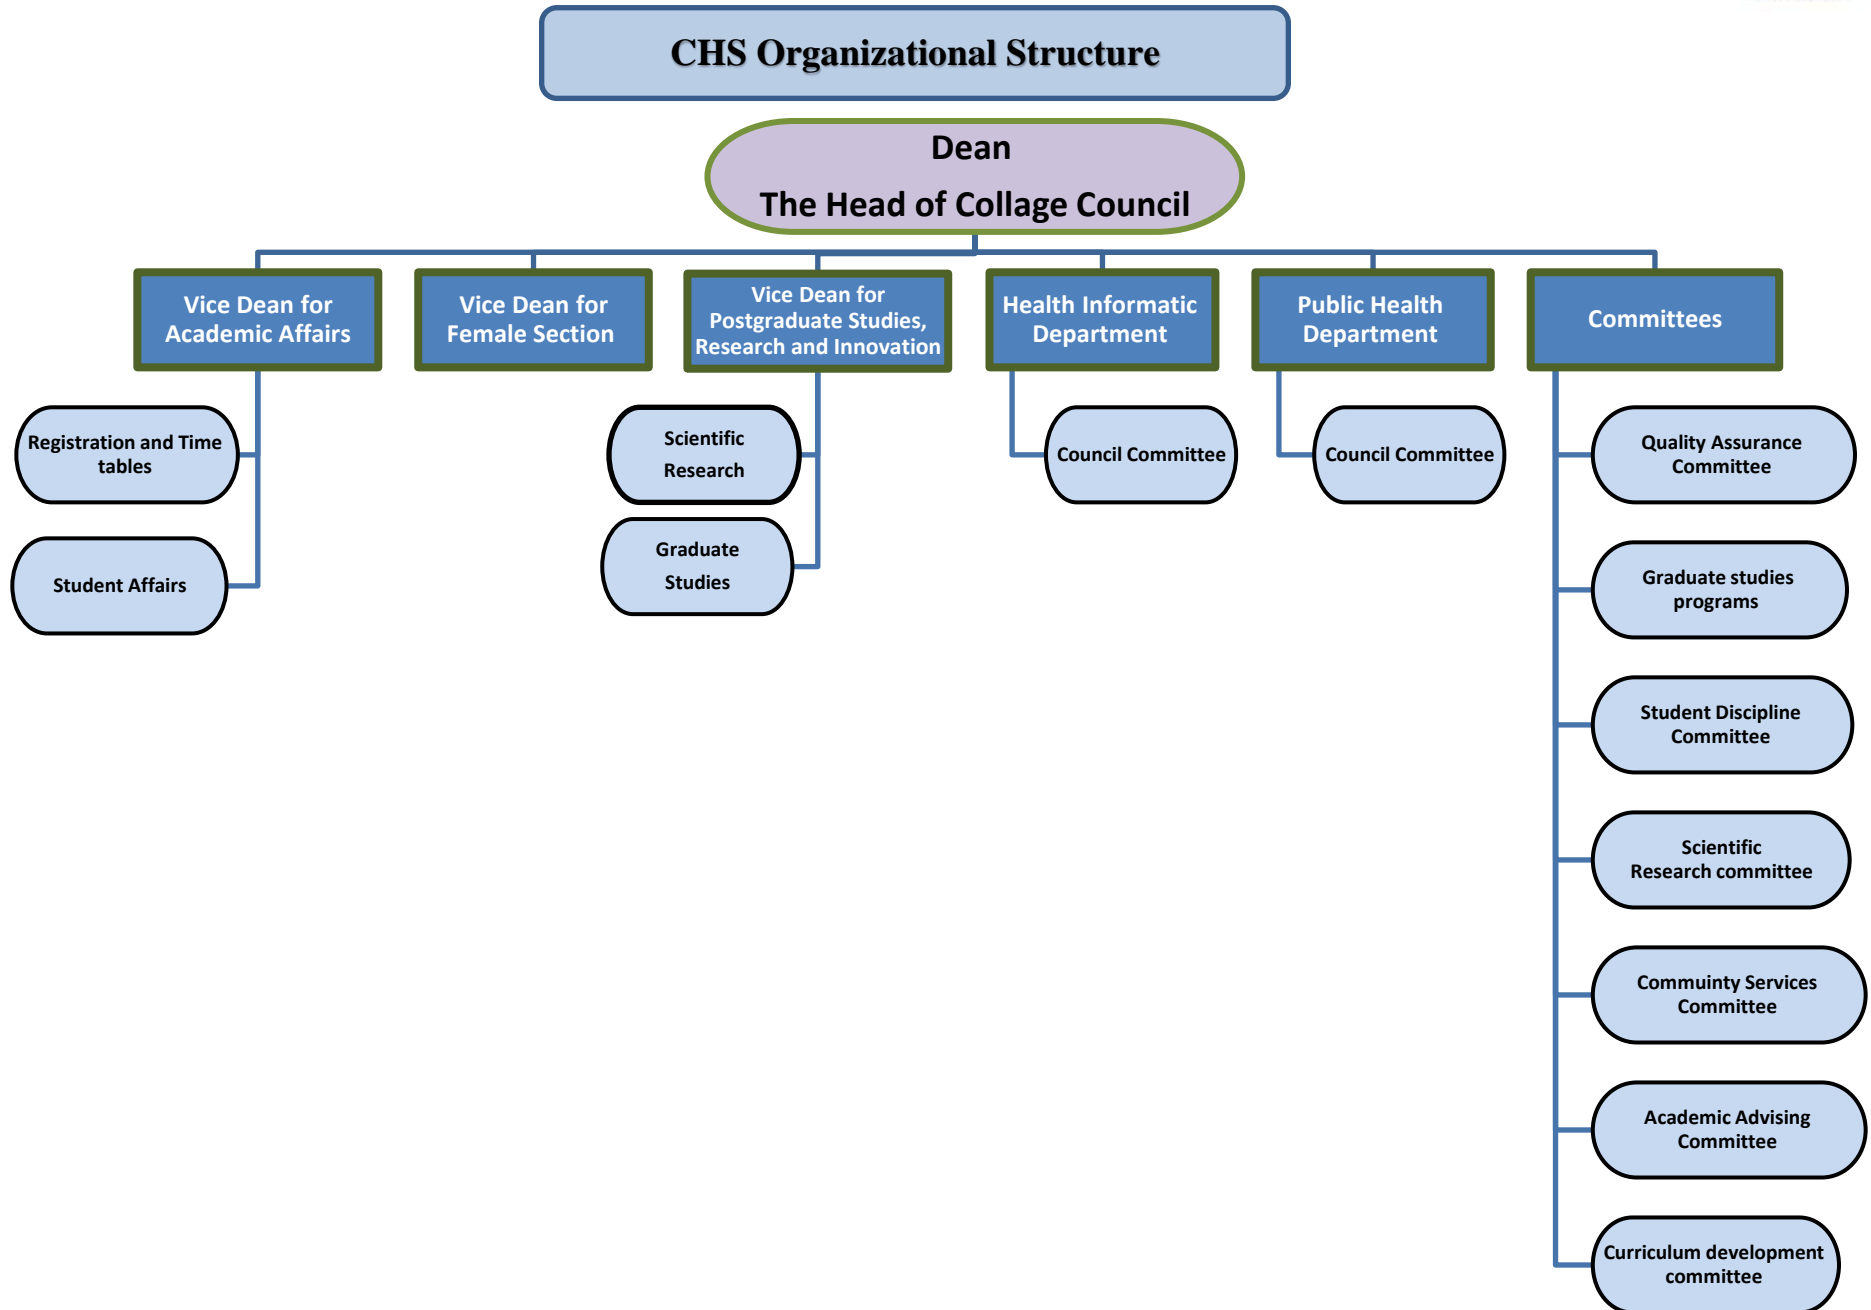 CHS Organizational Structure
Dean
The Head of Collage Council
Vice Dean for
Academic Affairs
Vice Dean for
Female Section
Vice Dean for
Postgraduate Studies,
Research and Innovation
Health Informatic
Department
Public Health
Department
Committees
Registration and Time
tables
Student Affairs
Scientific
Research
Graduate
Studies
Council Committee
Council Committee
Quality Assurance
Committee
Graduate studies
programs
Student Discipline
Committee
Scientific
Research committee
Commuinty Services
Committee
Academic Advising
Committee
Curriculum development
committee